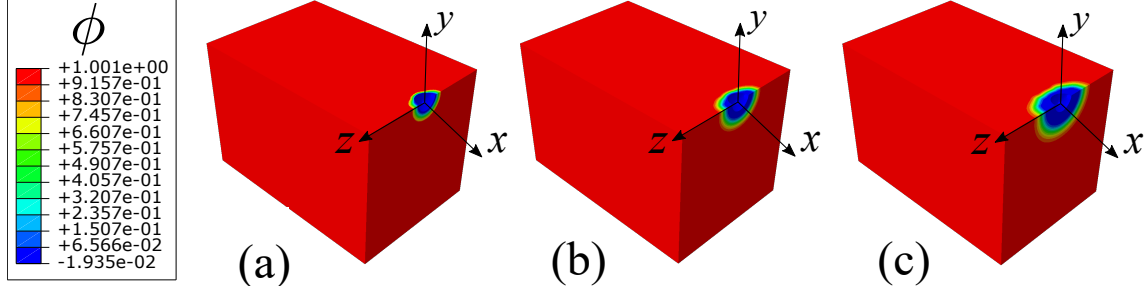 ϕ
+1.001e+00
+9.157e-01
+8.307e-01
+7.457e-01
+6.607e-01
+5.757e-01
+4.907e-01
+4.057e-01
+3.207e-01
+2.357e-01
+1.507e-01
+6.566e-02
-1.935e-02
y
z
x
(a)
y
z
x
(b)
y
z
x
(c)